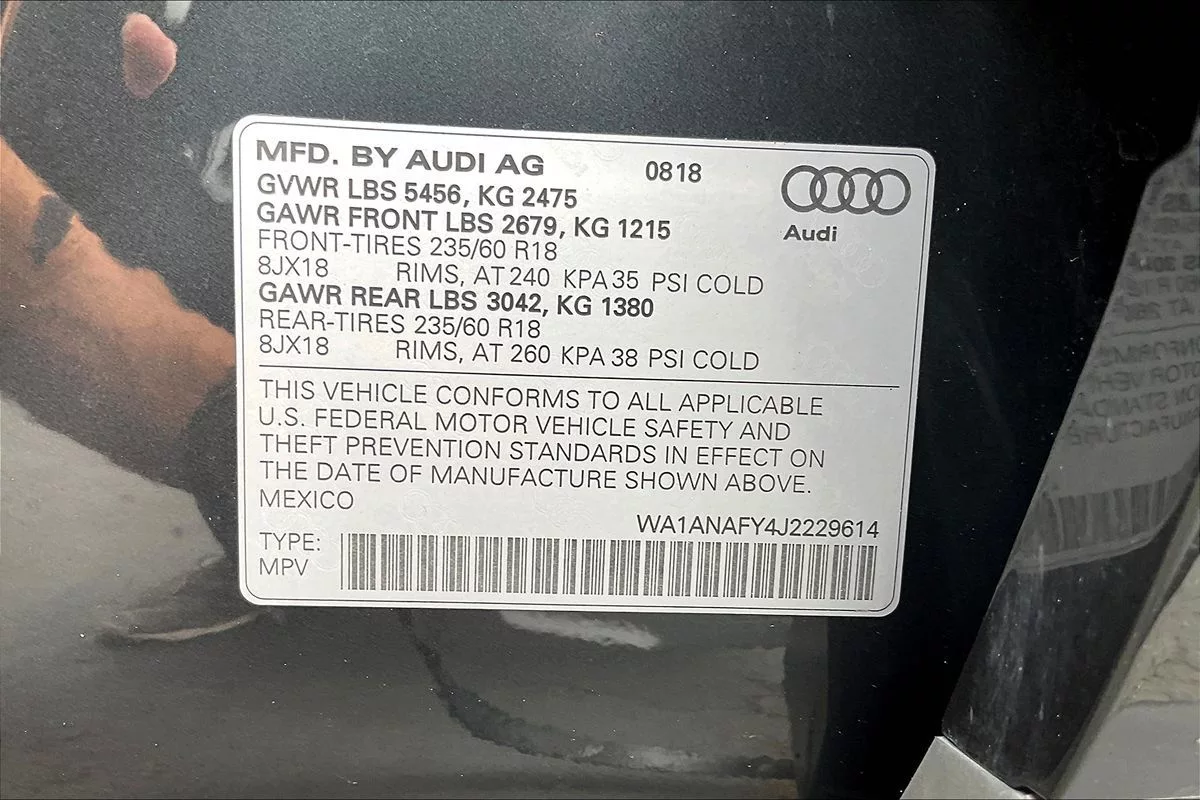 MFD. BY AUDI AG 0818
GVWR LBS 5456, KG 2475
GAWR FRONT LBS 2679, KG 1215
Audi
FRONT-TIRES 235/60 R18
8JX18 RIMS, AT 240 KPA 35 PSI COLD
GAWR REAR LBS 3042, KG 1380
REAR-TIRES 235/60 R18
8JX18 RIMS, AT 260 KPA 38 PSI COLD
THIS VEHICLE CONFORMS TO ALL APPLICABLE
U.S. FEDERAL MOTOR VEHICLE SAFETY AND
THEFT PREVENTION STANDARDS IN EFFECT ON
THE DATE OF MANUFACTURE SHOWN ABOVE.
MEXICO
WA1ANAFY4J2229614
TYPE:
MPV